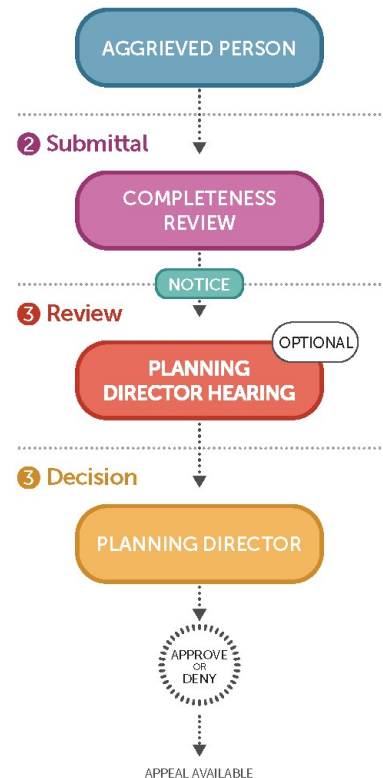 AGGRIEVED PERSON
2 Submittal
COMPLETENESS
REVIEW
NOTICE
3 Review
OPTIONAL
PLANNING
DIRECTOR HEARING
3 Decision
PLANNING DIRECTOR
APPROVE
OR
DENY
APPEAL AVAILABLE